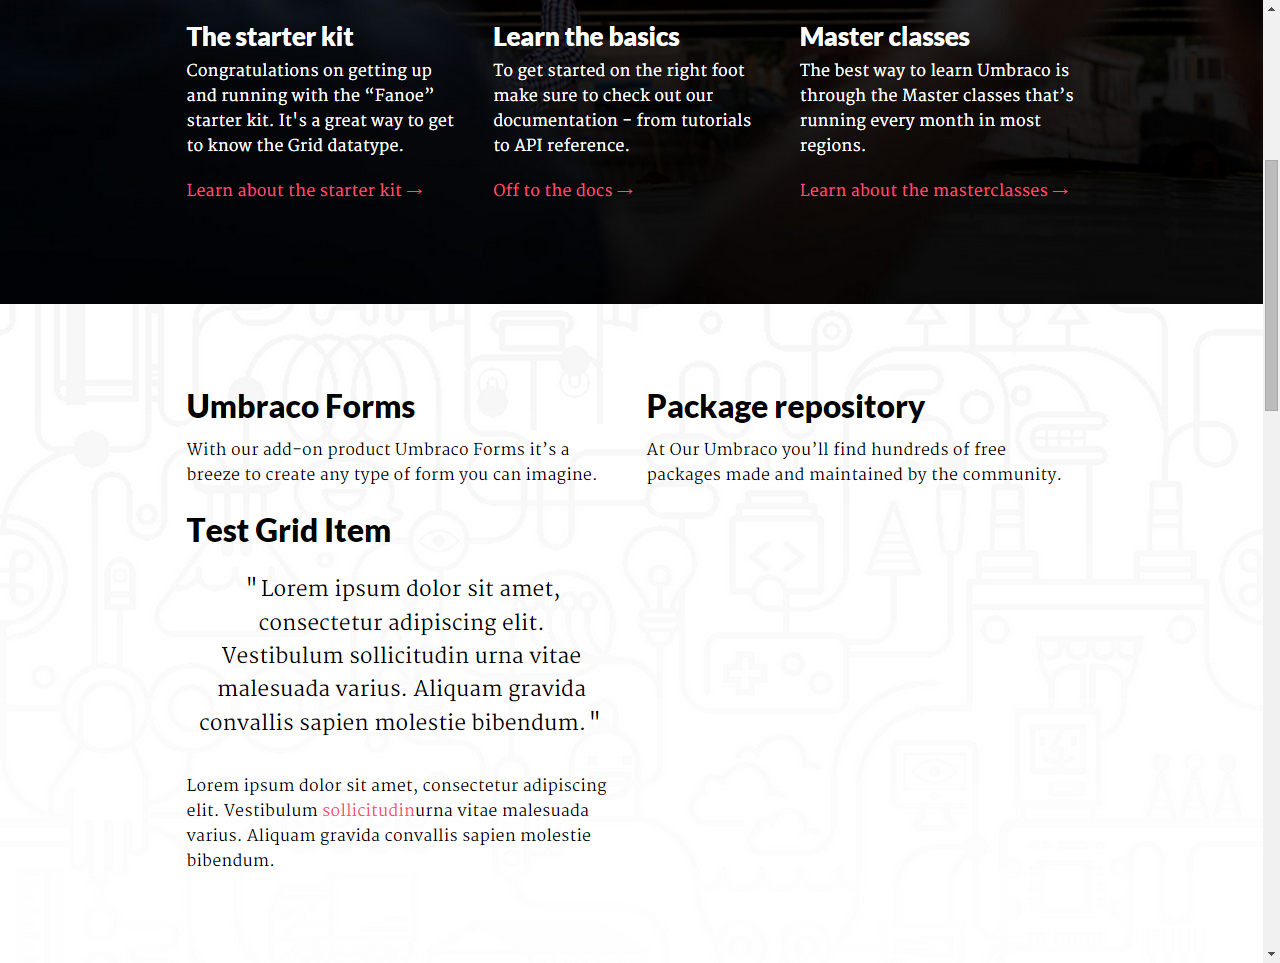 The starter kit
Congratulations on getting up
and running with the “Fanoe”
starter kit. It's a great way to get
to know the Grid datatype.
Learn about the starter kit →
Learn the basics
To get started on the right foot
make sure to check out our
documentation - from tutorials
to API reference.
Off to the docs →
Master classes
The best way to learn Umbraco is
through the Master classes that’s
running every month in most
regions.
Learn about the masterclasses →
Umbraco Forms
With our add-on product Umbraco Forms it’s a
breeze to create any type of form you can imagine.
Package repository
At Our Umbraco you’ll find hundreds of free
packages made and maintained by the community.
Test Grid Item
"Lorem ipsum dolor sit amet,
consectetur adipiscing elit.
Vestibulum sollicitudin urna vitae
malesuada varius. Aliquam gravida
convallis sapien molestie bibendum."
Lorem ipsum dolor sit amet, consectetur adipiscing
elit. Vestibulum sollicitudinurna vitae malesuada
varius. Aliquam gravida convallis sapien molestie
bibendum.